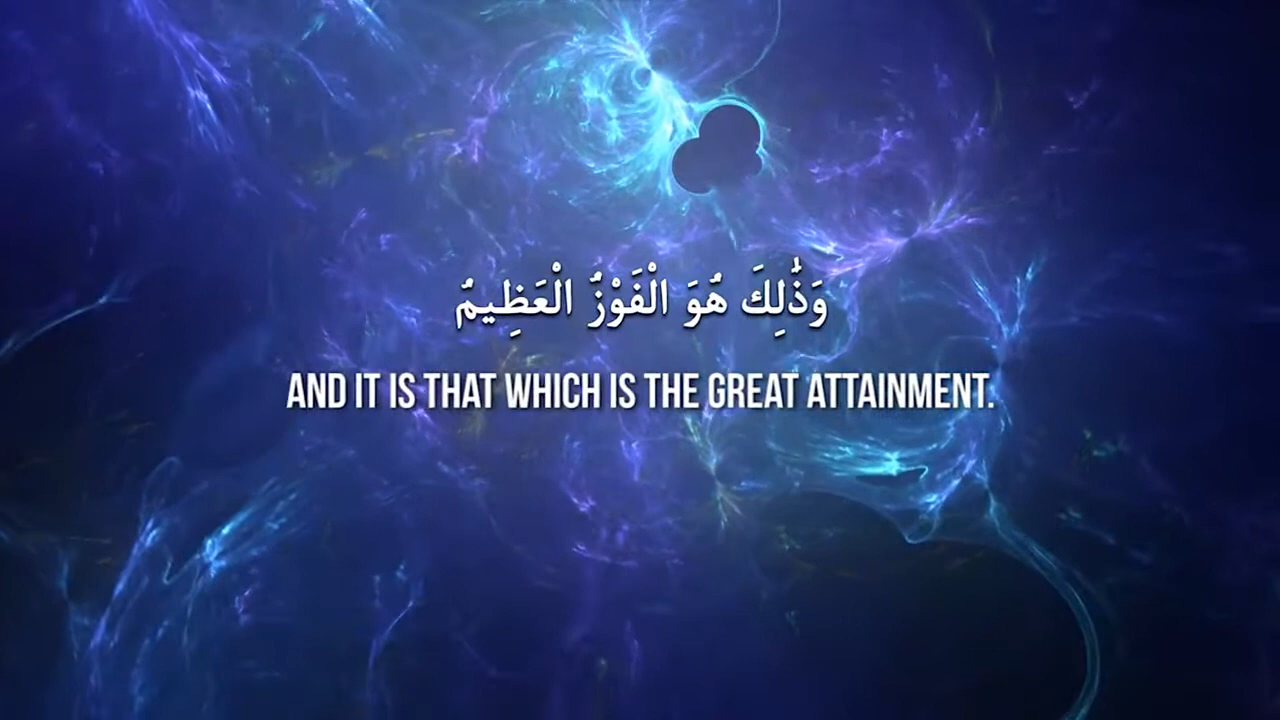 وَذَٰلِكَ هُوَ الْفَوْزُ الْعَظِيمُ
AND IT IS THAT WHICH IS THE GREAT ATTAINMENT.